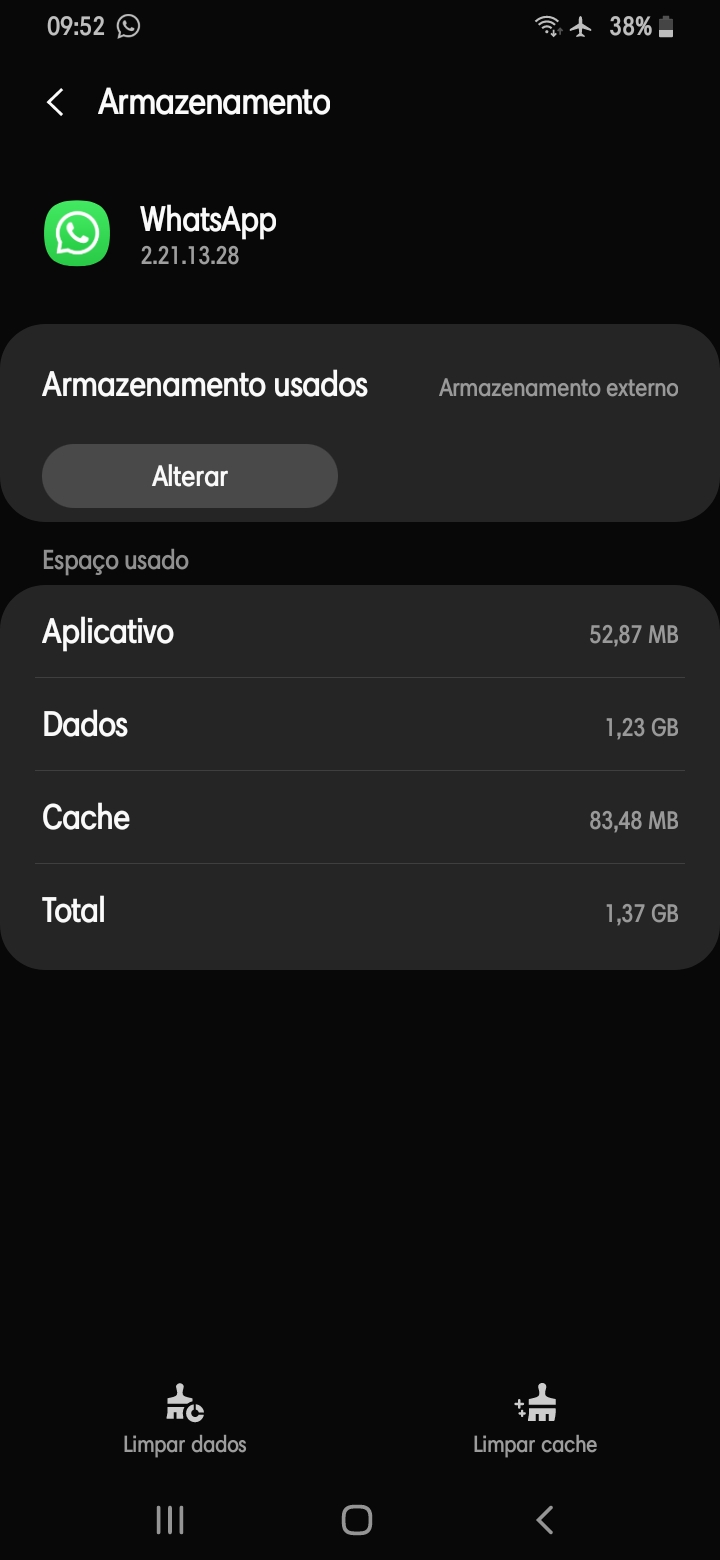 09:52
38%
Armazenamento
WhatsApp
2.21.13.28
Armazenamento usados
Armazenamento externo
Alterar
Espaço usado
Aplicativo
52,87 MB
Dados
1,23 GB
Cache
83,48 MB
Total
1,37 GB
Limpar dados
Limpar cache